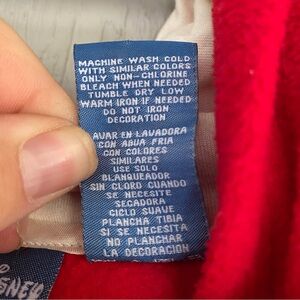 MACHINE WASH COLD
WITH SIMILAR COLORS
ONLY NON-CHLORINE
BLEACH WHEN NEEDED
TUMBLE DRY LOW
WARM IRON IF NEEDED
DO NOT IRON
DECORATION
AVAR EN LAVADORA
CON AGUA FRIA
CON COLORES
SIMILARES
USE SOLO
BLANQUEADOR
SIN CLORO CUANDO
SE NECESITE
SECADORA
CICLO SUAVE
PLANCHA TIBIA
SI SE NECESITA
NO PLANCHAR
LA DECORACION
SNEY